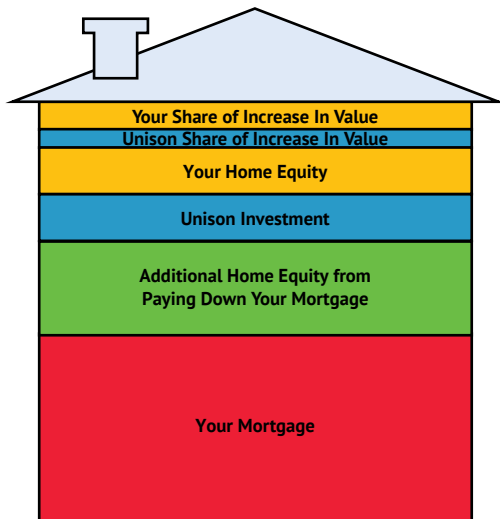 Your Share of Increase In Value
Unison Share of Increase In Value
Your Home Equity
Unison Investment
Additional Home Equity from
Paying Down Your Mortgage
Your Mortgage